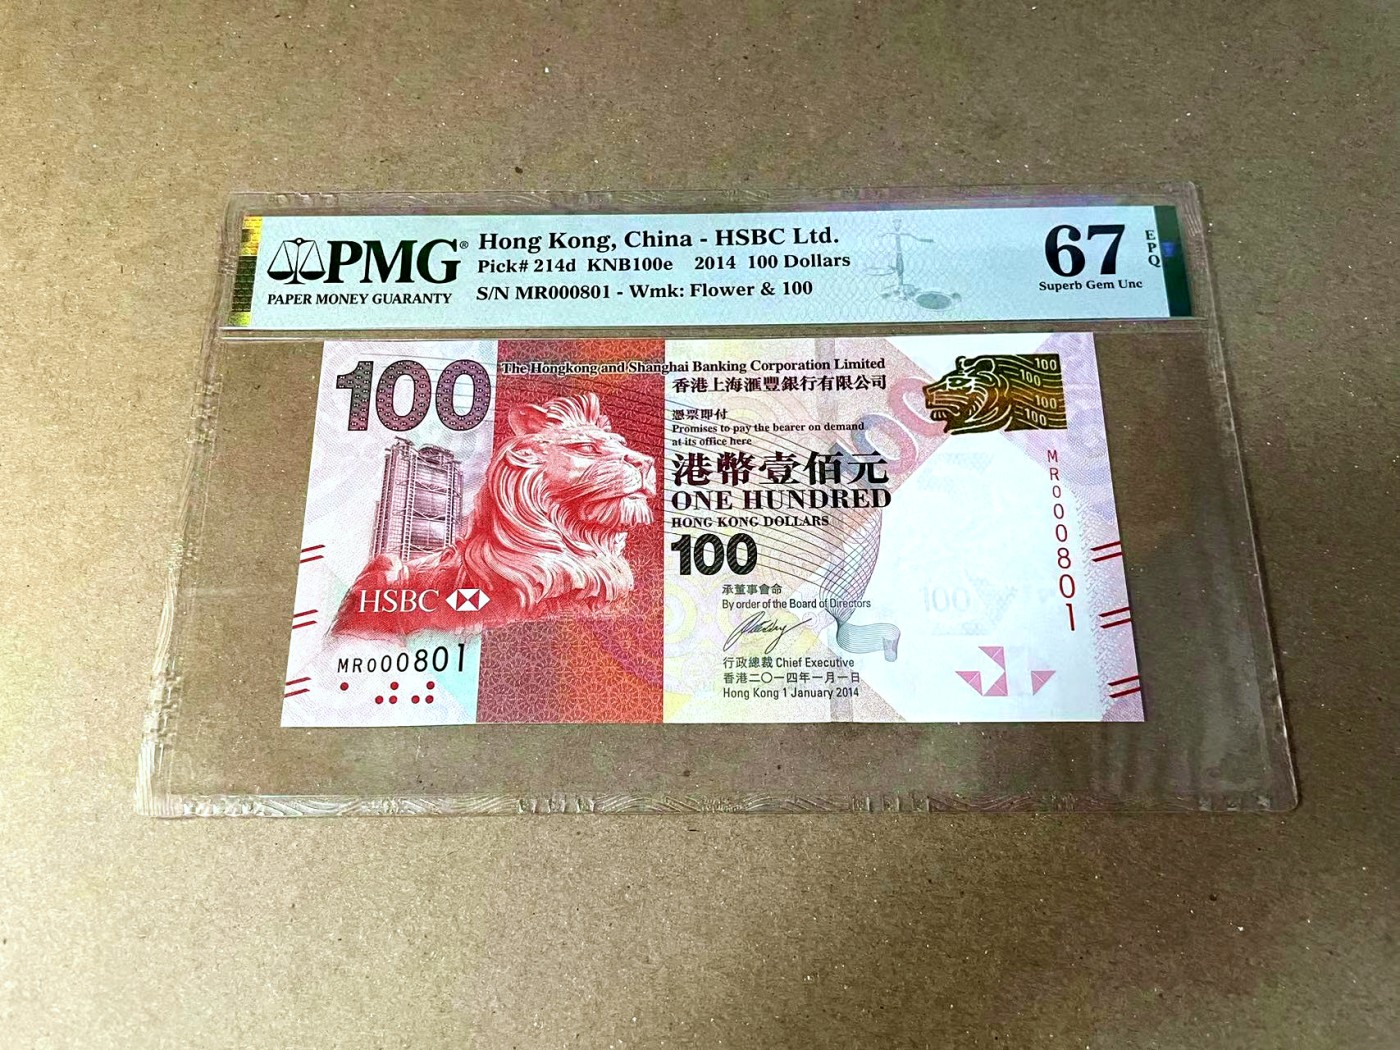 PMG®
PAPER MONEY GUARANTY
Hong Kong, China - HSBC Ltd.
Pick# 214d KNB100e 2014 100 Dollars
S/N MR000801 - Wmk: Flower & 100
67
EPQ
Superb Gem Unc
100
The Hongkong and Shanghai Banking Corporation Limited
香港上海滙豐銀行有限公司
憑票即付
Promises to pay the bearer on demand
at its office here
港幣壹佰元
ONE HUNDRED
HONG KONG DOLLARS
100
承董事會命
By order of the Board of Directors
行政總裁 Chief Executive
香港二〇一四年一月一日
Hong Kong 1 January 2014
HSBC
MR000801
100
100
100
100
100
MR000801
100